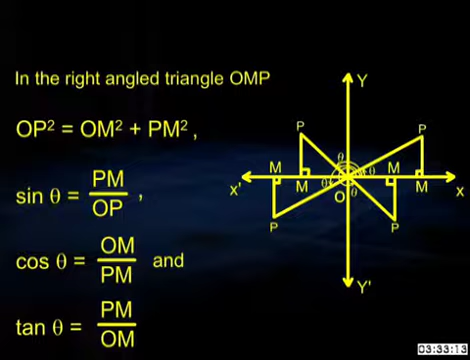 In the right angled triangle OMP
OP² = OM² + PM² ,
sin θ = PM / OP ,
cos θ = OM / PM and
tan θ = PM / OM
Y
P
P
θ
M
M
θ
X'
M
θ
M
X
O
θ
P
P
Y'
03:33:13